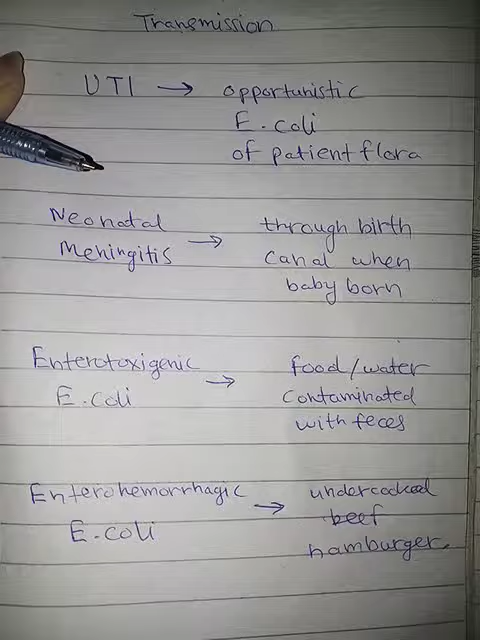 Transmission
UTI → opportunistic
E.coli
of patient flora
Neonatal
Meningitis → through birth
canal when
baby born
Enterotoxigenic
E.coli → food/water
contaminated
with feces
Enterohemorrhagic
E.coli → undercooked
beef
hamburger.